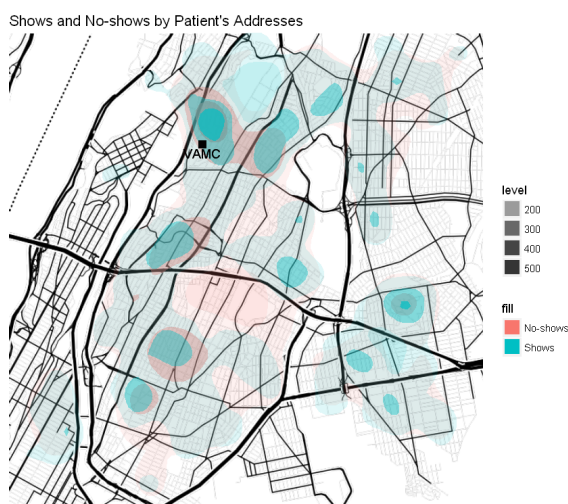 Shows and No-shows by Patient's Addresses
VAMC
level
200
300
400
500
fill
No-shows
Shows